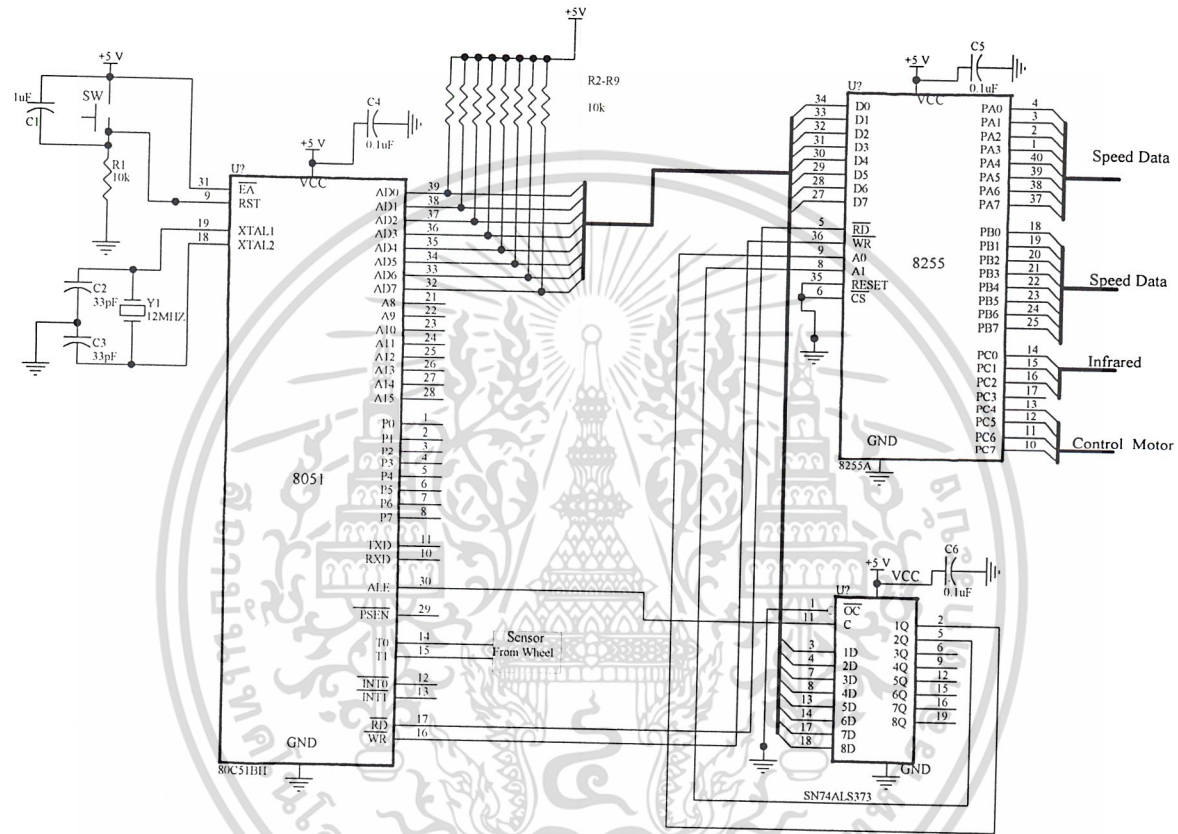 +5 V
1uF
C1
SW
R1
10k
C2
33pF
Y1
12MHZ
C3
33pF
+5 V
C4
0.1uF
U?
VCC
31 EA
9 RST
19 XTAL1
18 XTAL2
8051
GND
80C51BH
AD0 39
AD1 38
AD2 37
AD3 36
AD4 35
AD5 34
AD6 33
AD7 32
A8 21
A9 22
A10 23
A11 24
A12 25
A13 26
A14 27
A15 28
P0 1
P1 2
P2 3
P3 4
P4 5
P5 6
P6 7
P7 8
TXD 11
RXD 10
ALE 30
PSEN 29
T0 14
T1 15
INT0 12
INT1 13
RD 17
WR 16
Sensor
From Wheel
+5V
R2-R9
10k
+5 V
C5
0.1uF
U?
VCC
34 D0
33 D1
32 D2
31 D3
30 D4
29 D5
28 D6
27 D7
5 RD
36 WR
9 A0
8 A1
35 RESET
6 CS
8255
GND
8255A
PA0 4
PA1 3
PA2 2
PA3 1
PA4 40
PA5 39
PA6 38
PA7 37
Speed Data
PB0 18
PB1 19
PB2 20
PB3 21
PB4 22
PB5 23
PB6 24
PB7 25
Speed Data
PC0 14
PC1 15
PC2 16
PC3 17
PC4 13
PC5 12
PC6 11
PC7 10
Infrared
Control Motor
+5 V
VCC
C6
0.1uF
U?
1 OC
11 C
3 1D
4 2D
7 3D
8 4D
13 5D
14 6D
17 7D
18 8D
1Q 2
2Q 5
3Q 6
4Q 9
5Q 12
6Q 15
7Q 16
8Q 19
GND
SN74ALS373